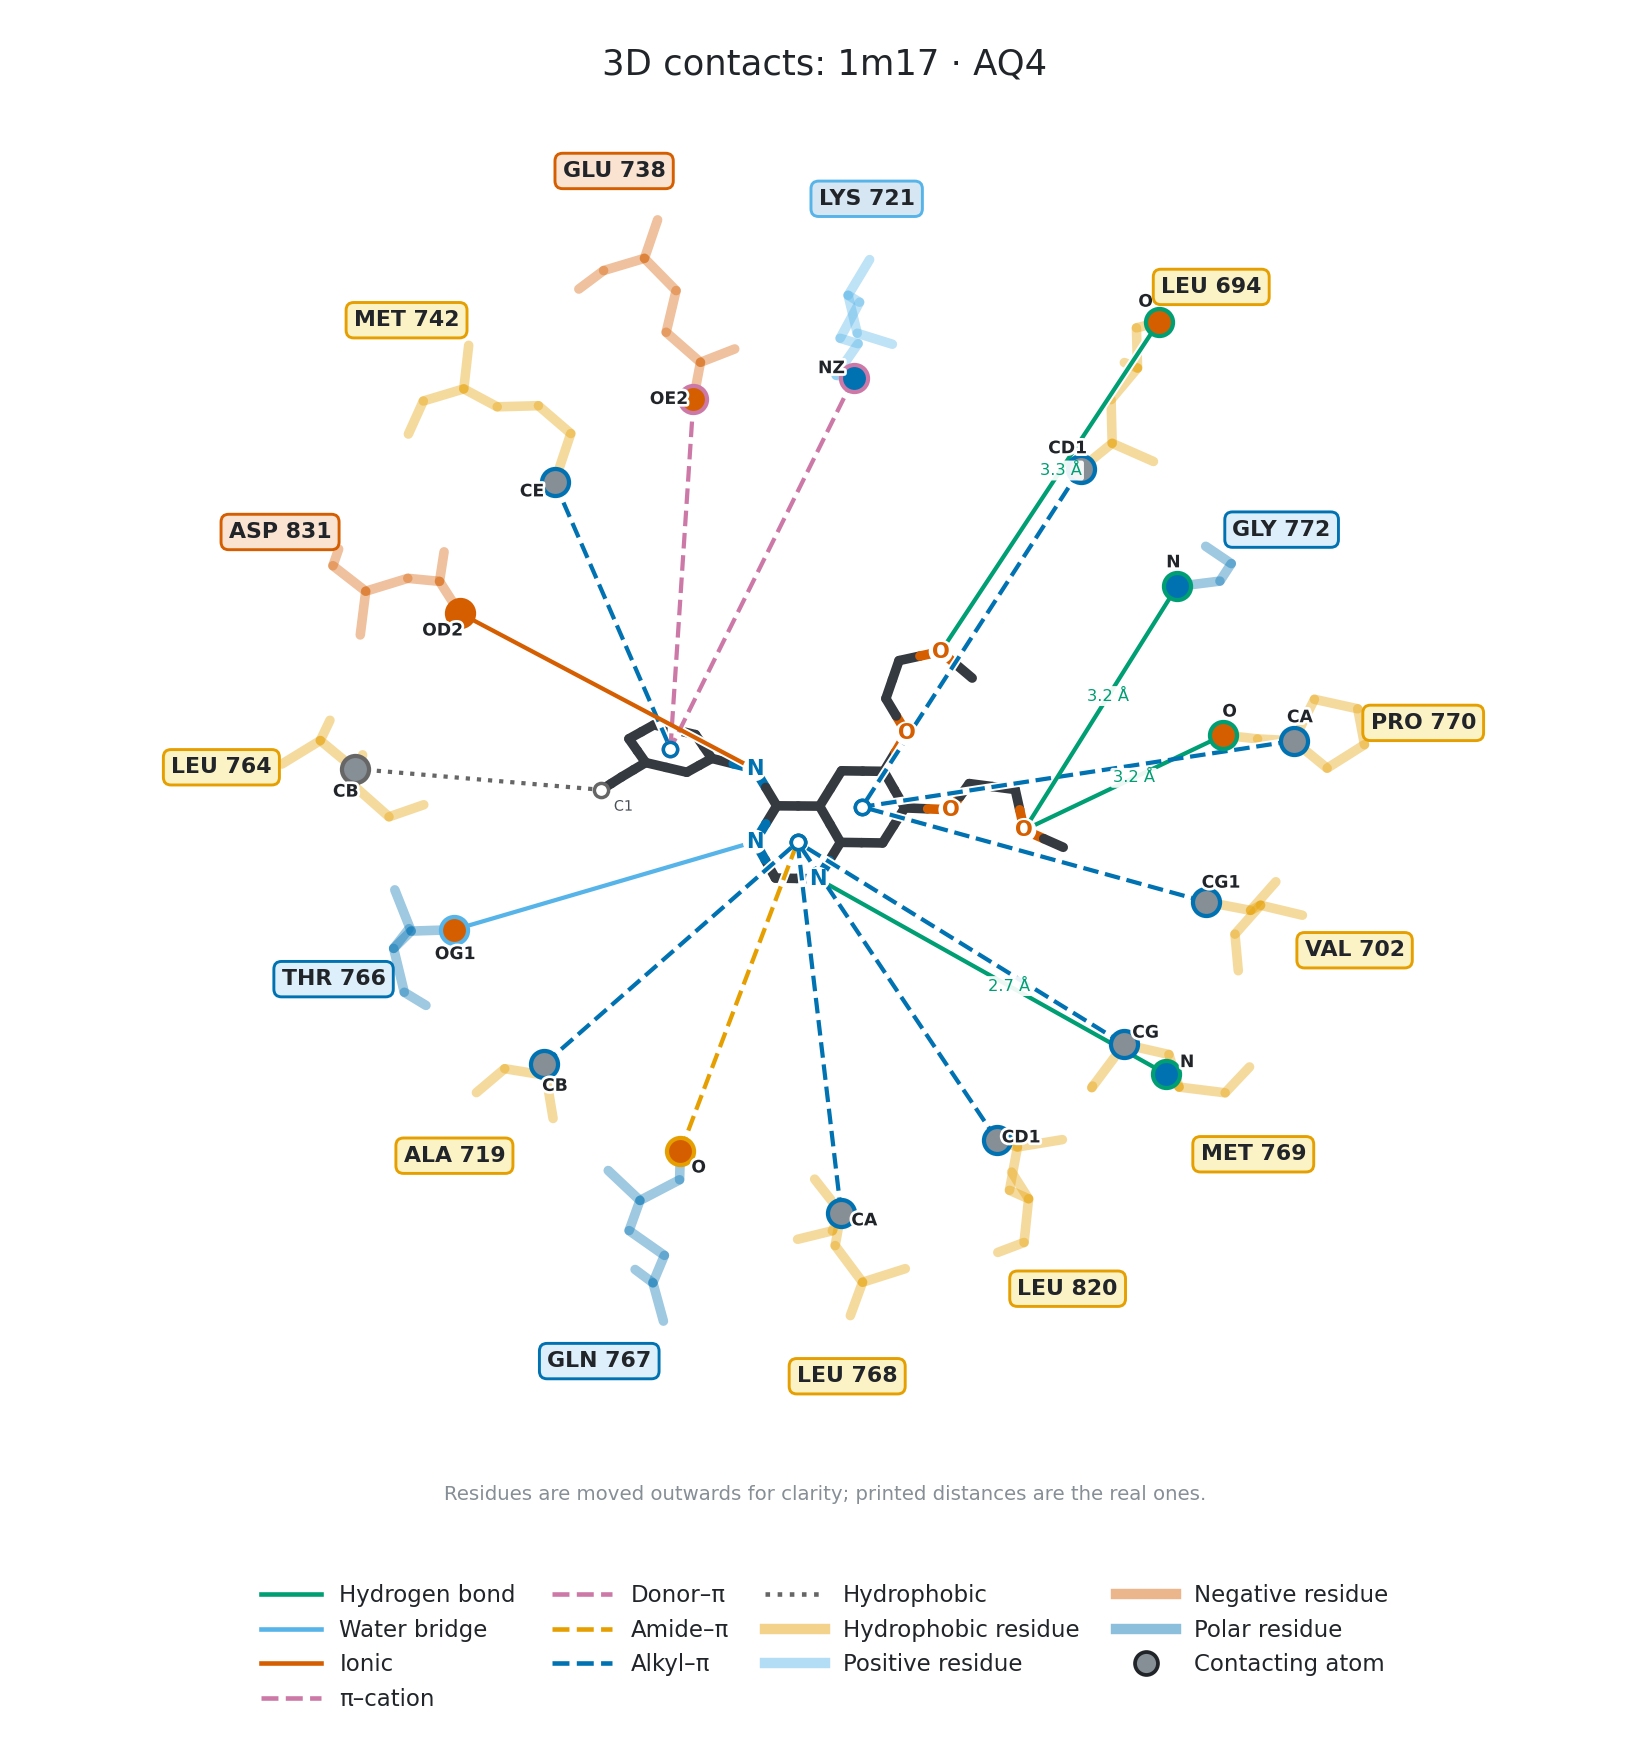 3D contacts: 1m17 · AQ4
GLU 738
LYS 721
LEU 694
O
MET 742
NZ
OE2
CD1
3.3 Å
CE
ASP 831
GLY 772
N
OD2
O
3.2 Å
O
CA
PRO 770
O
LEU 764
N
3.2 Å
CB
C1
O
O
N
N
CG1
OG1
VAL 702
THR 766
2.7 Å
CG
N
CB
CD1
ALA 719
MET 769
O
CA
LEU 820
GLN 767
LEU 768
Residues are moved outwards for clarity; printed distances are the real ones.
Hydrogen bond
Donor–π
Hydrophobic
Negative residue
Water bridge
Amide–π
Hydrophobic residue
Polar residue
Ionic
Alkyl–π
Positive residue
Contacting atom
π–cation